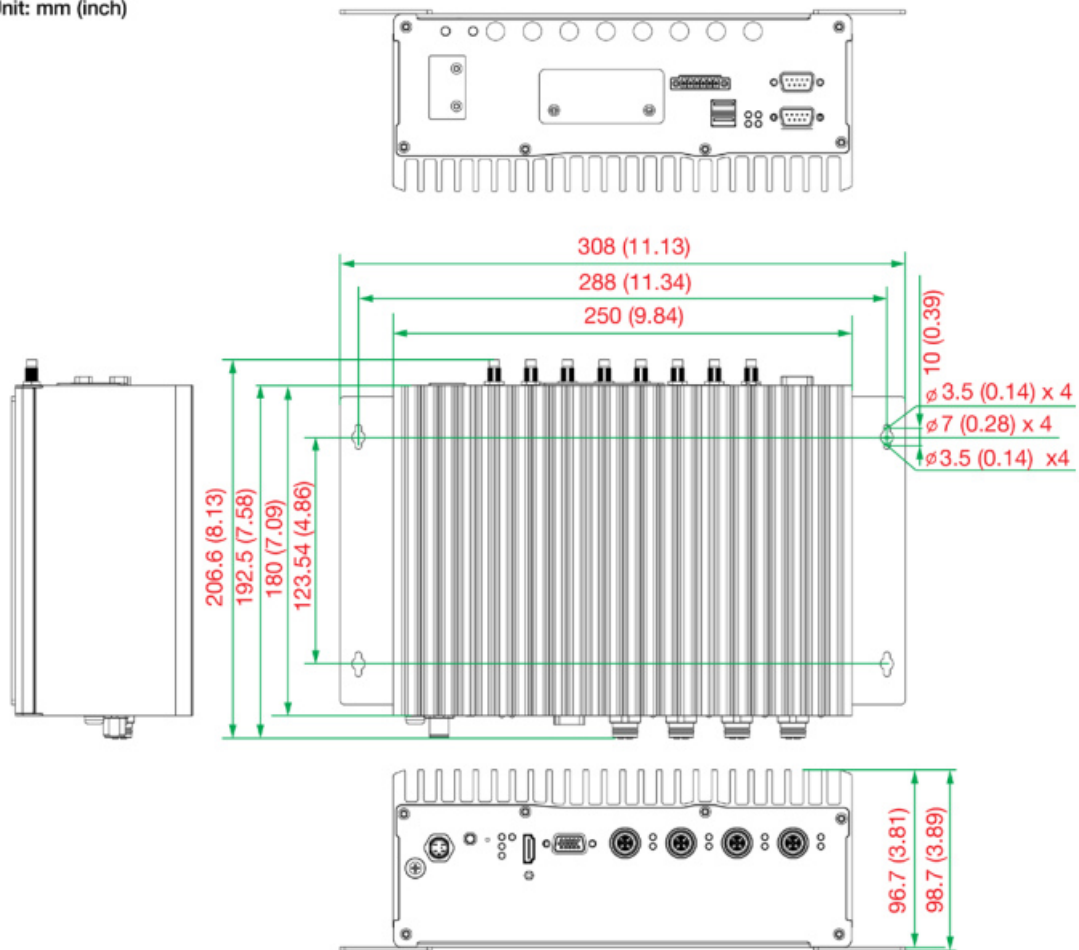 nit: mm (inch)
308 (11.13)
288 (11.34)
250 (9.84)
10 (0.39)
ø 3.5 (0.14) x 4
ø 7 (0.28) x 4
ø3.5 (0.14) x4
206.6 (8.13)
192.5 (7.58)
180 (7.09)
123.54 (4.86)
96.7 (3.81)
98.7 (3.89)